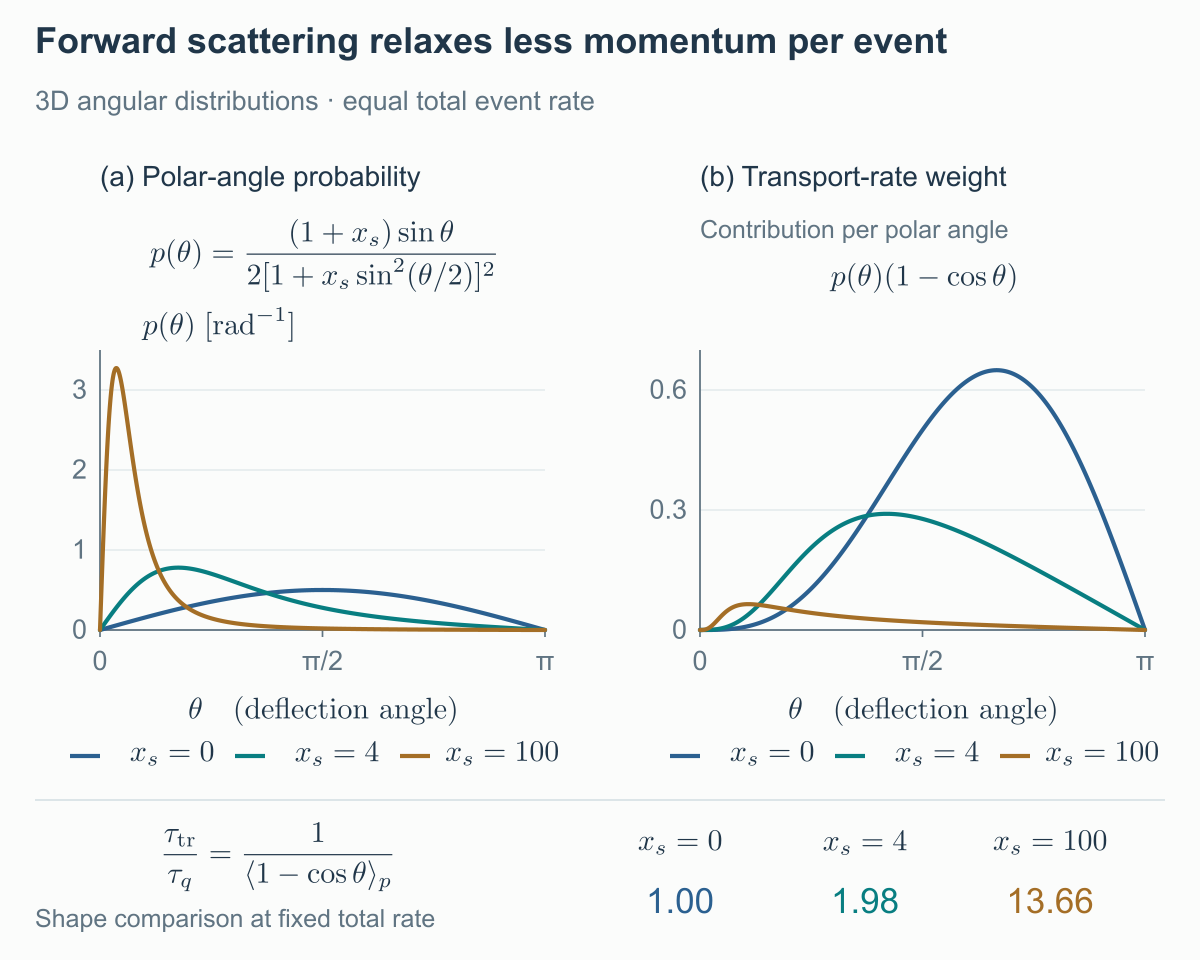 Forward scattering relaxes less momentum per event
3D angular distributions · equal total event rate
(a) Polar-angle probability
p(θ) = (1 + x_s) sin θ / 2[1 + x_s sin²(θ/2)]²
p(θ) [rad⁻¹]
3
2
1
0
0 π/2 π
θ (deflection angle)
x_s = 0 x_s = 4 x_s = 100
(b) Transport-rate weight
Contribution per polar angle
p(θ)(1 − cos θ)
0.6
0.3
0
0 π/2 π
θ (deflection angle)
x_s = 0 x_s = 4 x_s = 100
τ_tr / τ_q = 1 / ⟨1 − cos θ⟩_p
Shape comparison at fixed total rate
x_s = 0 x_s = 4 x_s = 100
1.00 1.98 13.66